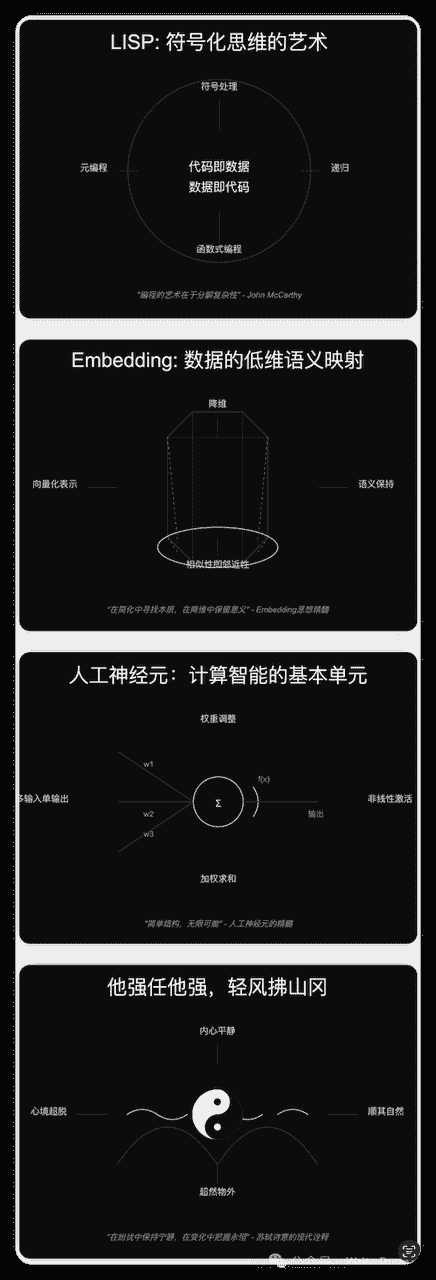 LISP: 符号化思维的艺术
符号处理
元编程
代码即数据
数据即代码
递归
函数式编程
"编程的艺术在于分解复杂性" - John McCarthy
Embedding: 数据的低维语义映射
降维
向量化表示
语义保持
相似性即邻近性
"在简化中寻找本质，在降维中保留意义" - Embedding思想精髓
人工神经元：计算智能的基本单元
权重调整
w1
f(x)
多输入单输出
Σ
非线性激活
w2
输出
w3
加权求和
"简单结构，无限可能" - 人工神经元的精髓
他强任他强，轻风拂山冈
内心平静
心境超脱
顺其自然
超然物外
"在纷扰中保持宁静，在变化中把握永恒" - 苏轼诗意的现代诠释